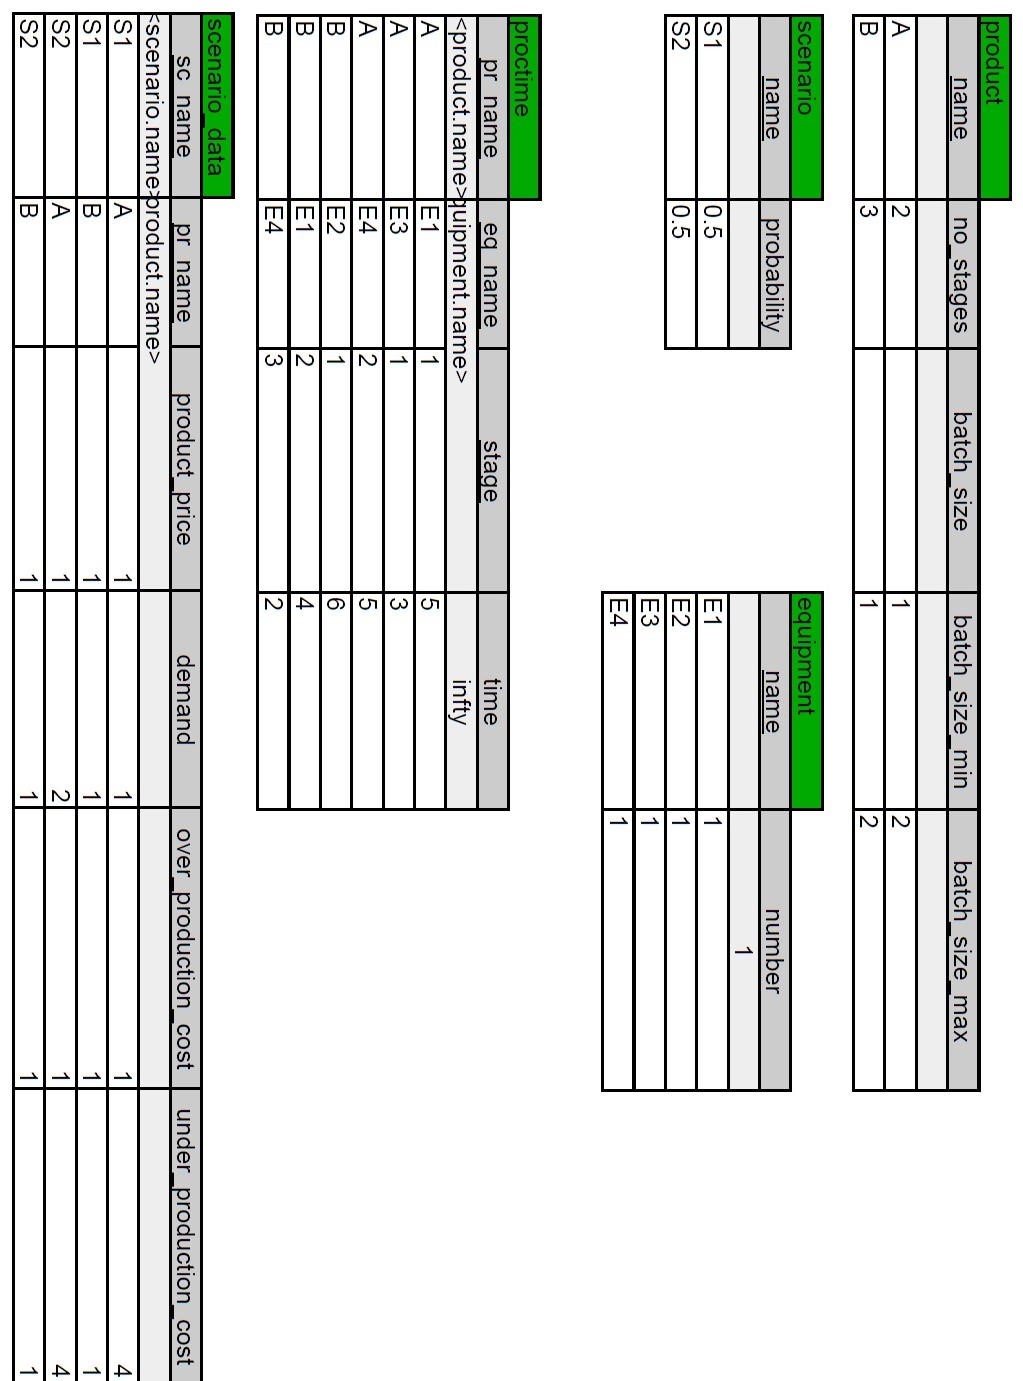 product
name no_stages batch_size batch_size_min batch_size_max
A 2 1 2
B 3 1 2
scenario
name probability
S1 0.5
S2 0.5
equipment
name number
1
E1 1
E2 1
E3 1
E4 1
proctime
pr_name eq_name stage time
<product.name> quipment.name> infty
A E1 1 5
A E3 1 3
A E4 2 5
B E2 1 6
B E1 2 4
B E4 3 2
scenario_data
sc_name pr_name product_price demand over_production_cost under_production_cost
<scenario.name> product.name>
S1 A 1 1 1 4
S1 B 1 1 1 1
S2 A 1 2 1 4
S2 B 1 1 1 1